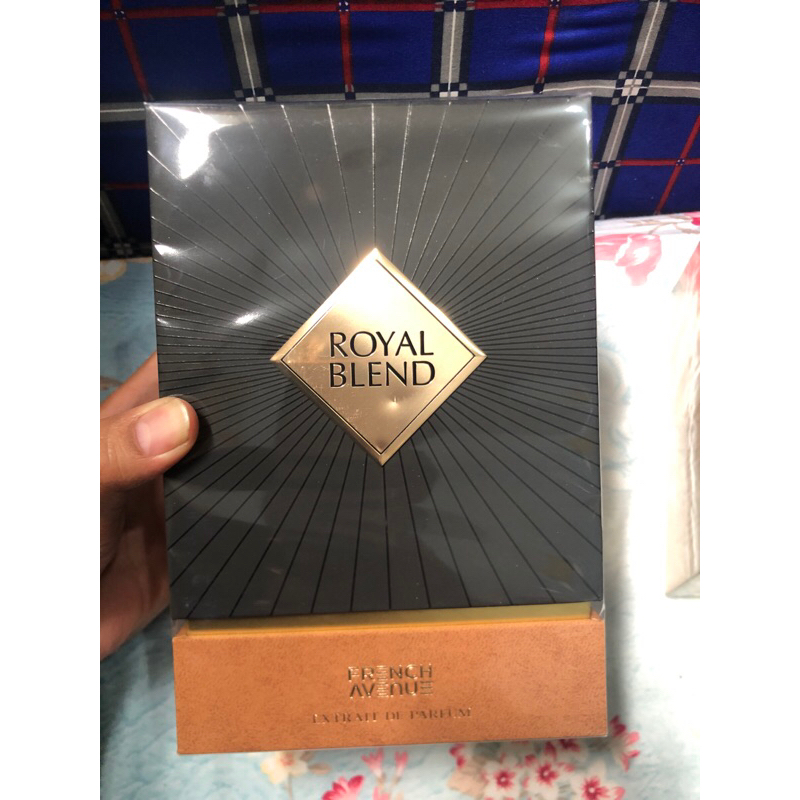 ROYAL
BLEND
FRENCH
AVENUE
EXTRAIT DE PARFUM